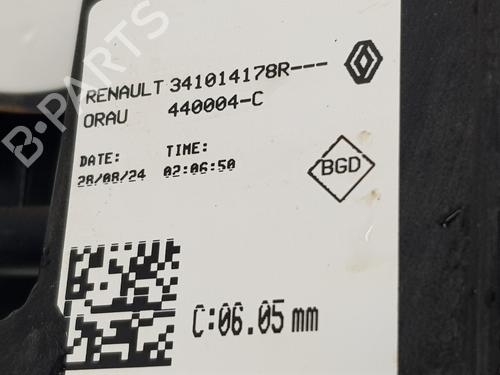 B-PARTS
RENAULT 341014178R---
ORAU 440004-C
DATE: TIME:
28/08/24 02:06:50
BGD
C:06.05 mm